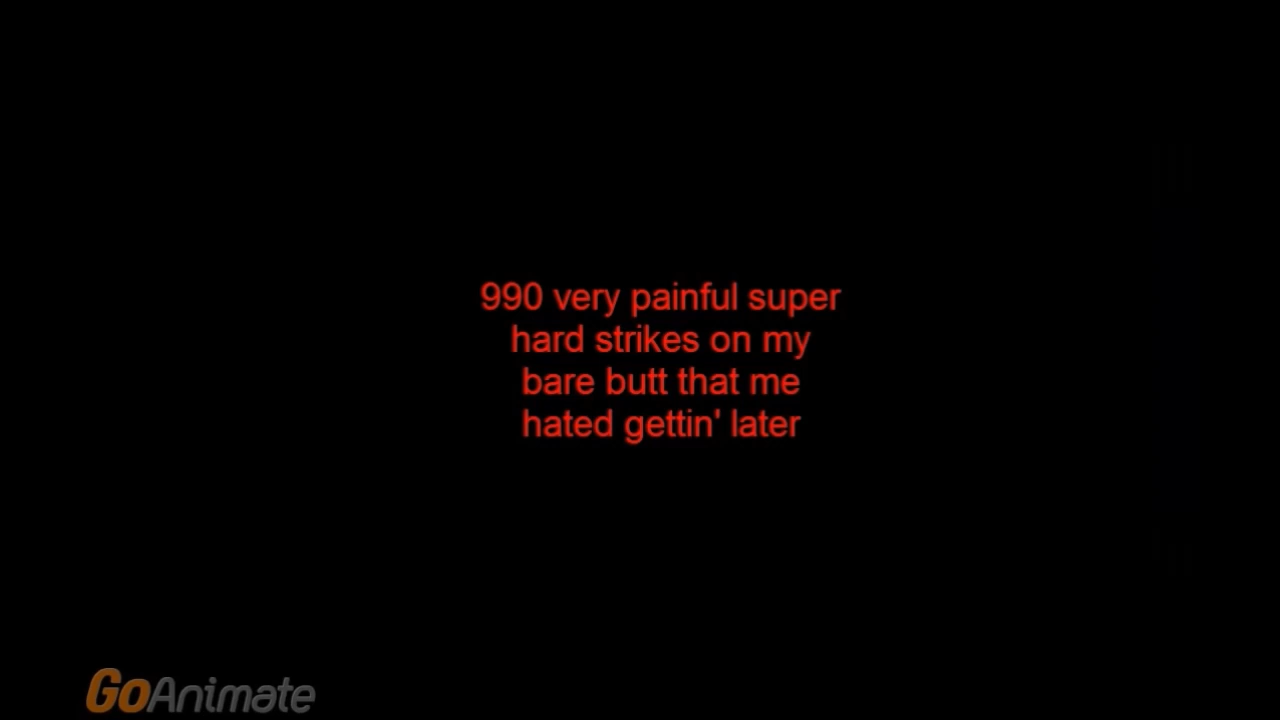 990 very painful super
hard strikes on my
bare butt that me
hated gettin' later
GoAnimate